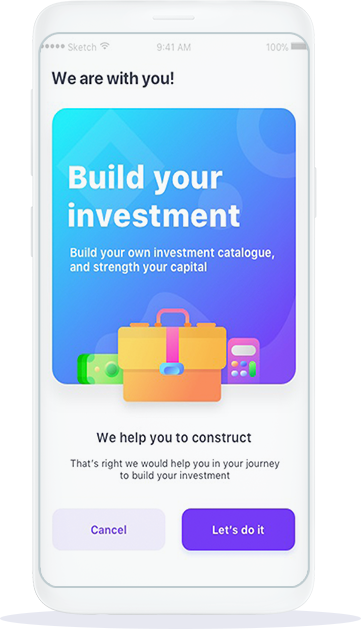 Sketch 9:41 AM 100%
We are with you!
Build your
investment
Build your own investment catalogue,
and strength your capital
We help you to construct
That's right we would help you in your journey
to build your investment
Cancel Let's do it